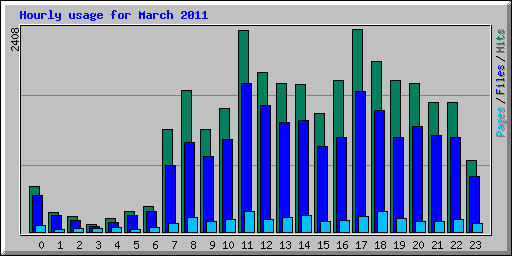 Hourly usage for March 2011
2408
Pages/Files/Hits
0 1 2 3 4 5 6 7 8 9 10 11 12 13 14 15 16 17 18 19 20 21 22 23